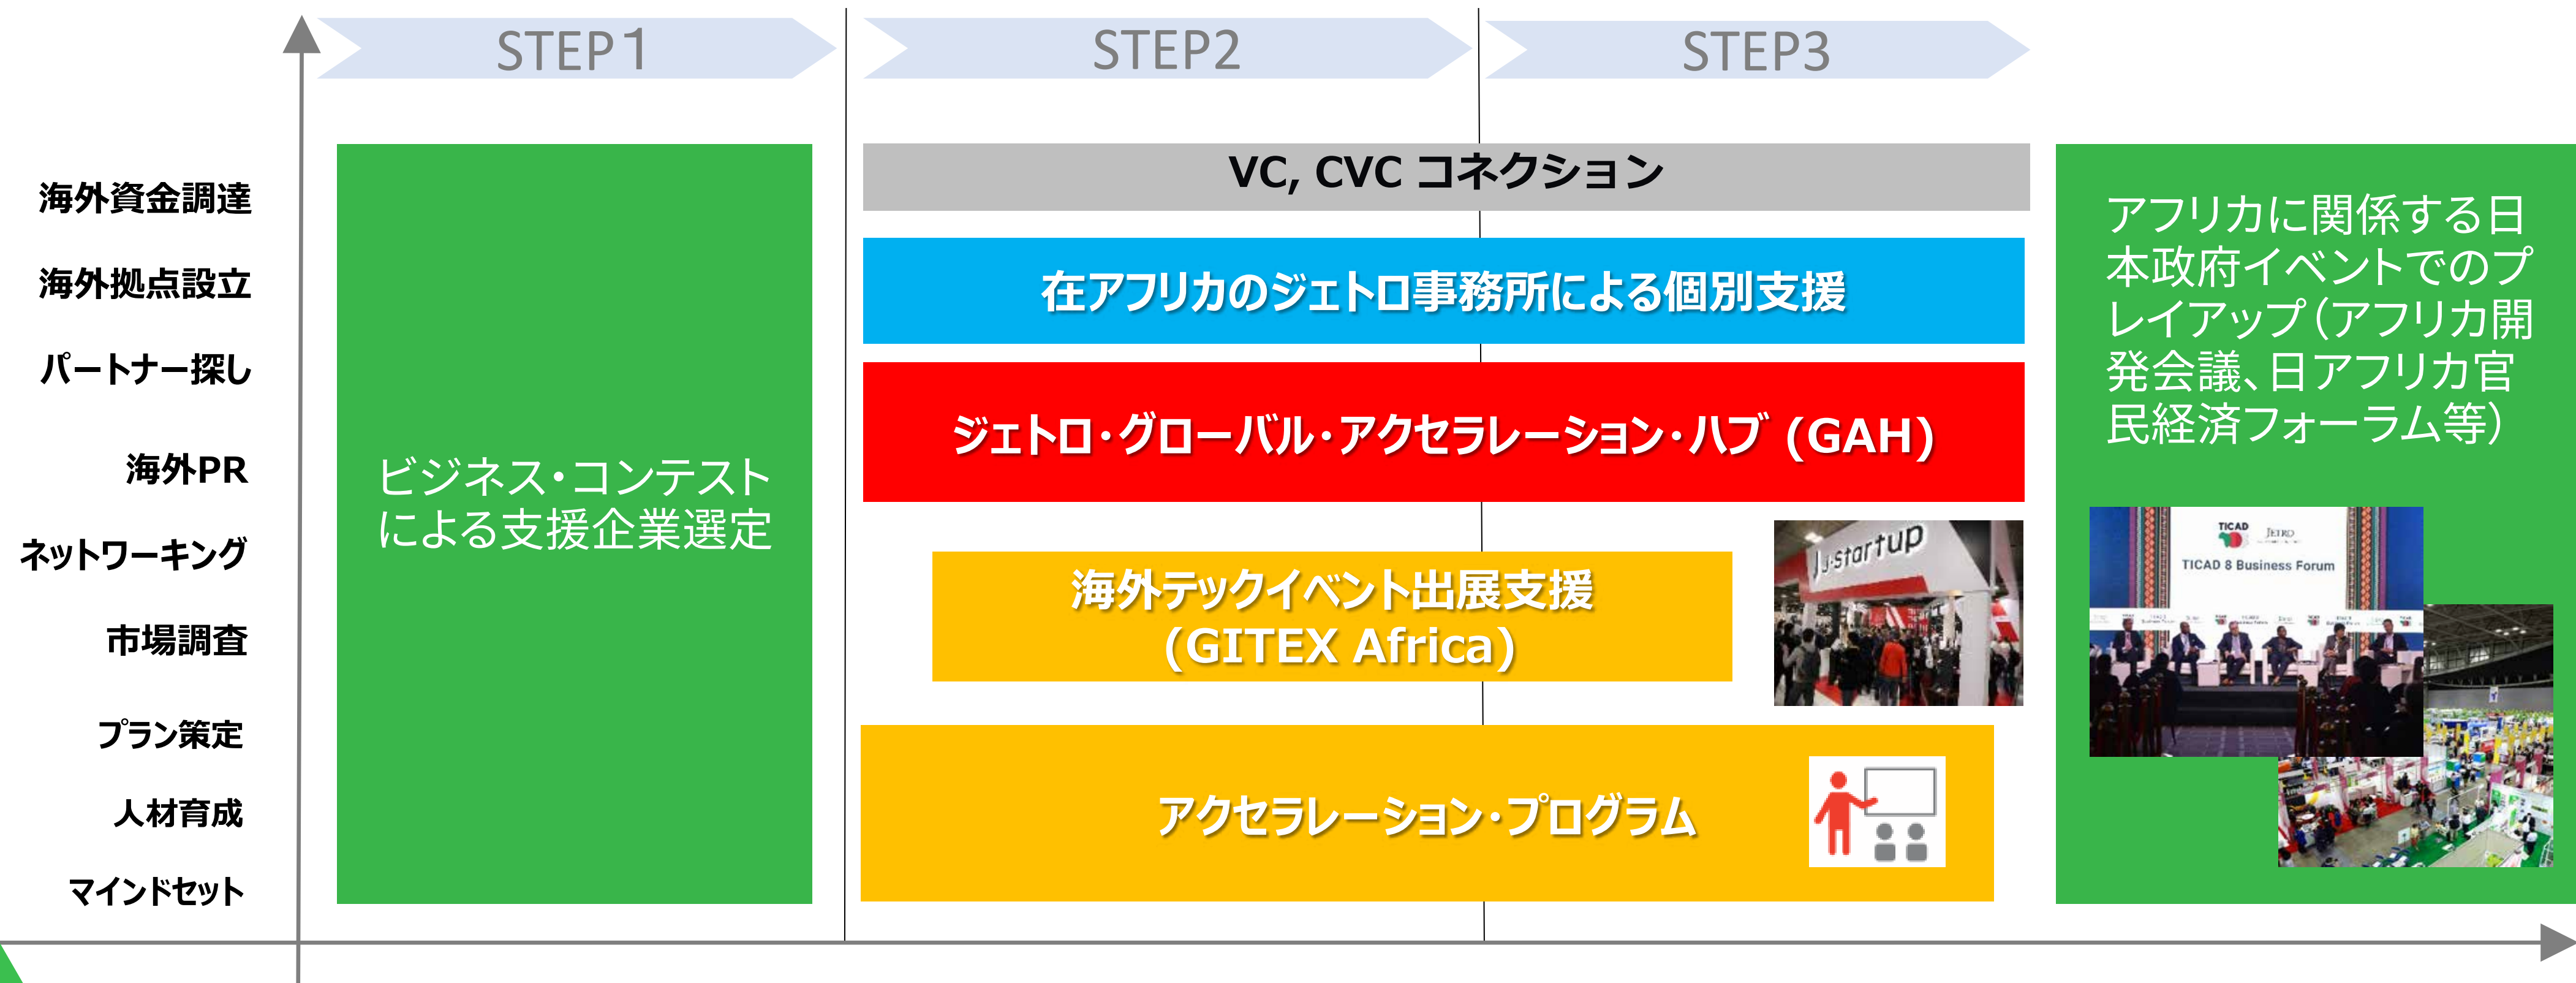 STEP1
STEP2
STEP3
海外資金調達
海外拠点設立
パートナー探し
海外PR
ネットワーキング
市場調査
プラン策定
人材育成
マインドセット
ビジネス・コンテスト
による支援企業選定
VC, CVC コネクション
在アフリカのジェトロ事務所による個別支援
ジェトロ・グローバル・アクセラレーション・ハブ (GAH)
海外テックイベント出展支援
(GITEX Africa)
J-startup
アクセラレーション・プログラム
アフリカに関係する日
本政府イベントでのプ
レイアップ（アフリカ開
発会議、日アフリカ官
民経済フォーラム等）
TICAD
JETRO
TICAD 8 Business Forum